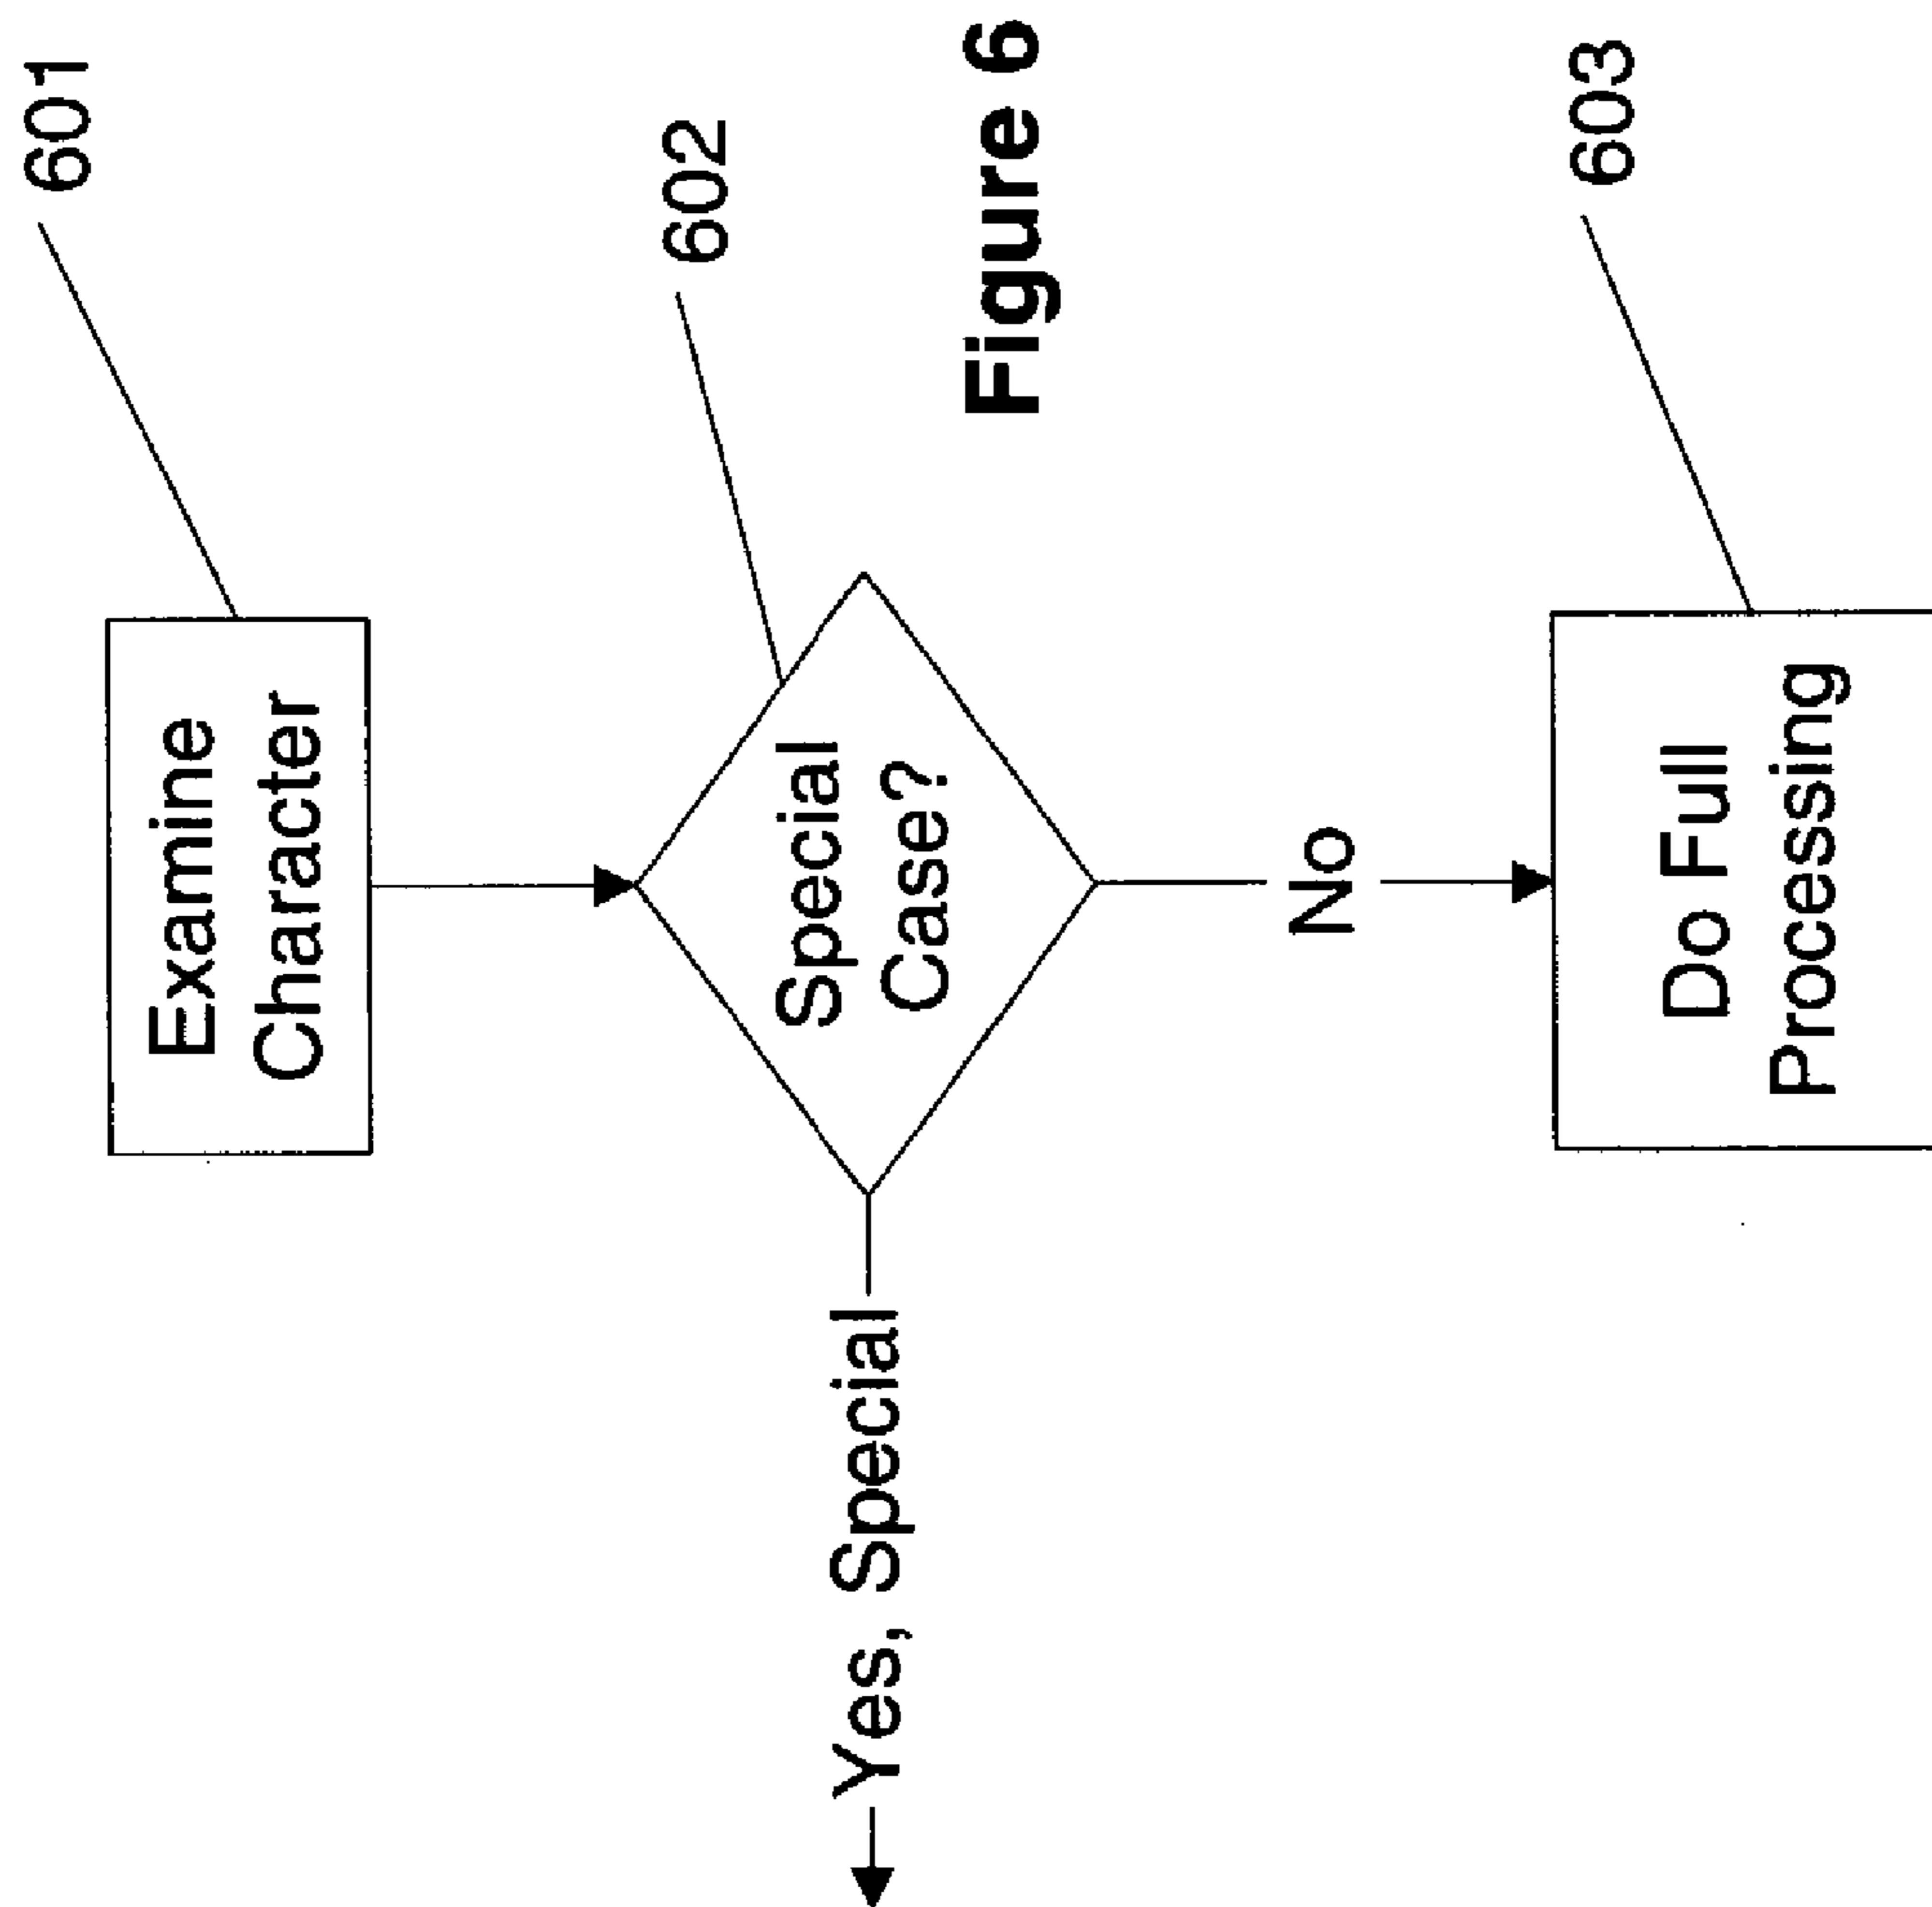 601
Examine
Character
602
Special
Case?
Yes, Special
Figure 6
No
603
Do Full
Processing